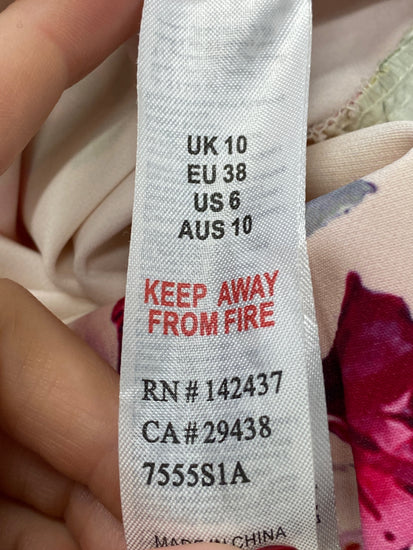 UK 10
EU 38
US 6
AUS 10
KEEP AWAY
FROM FIRE
RN # 142437
CA # 29438
7555S1A
MADE IN CHINA